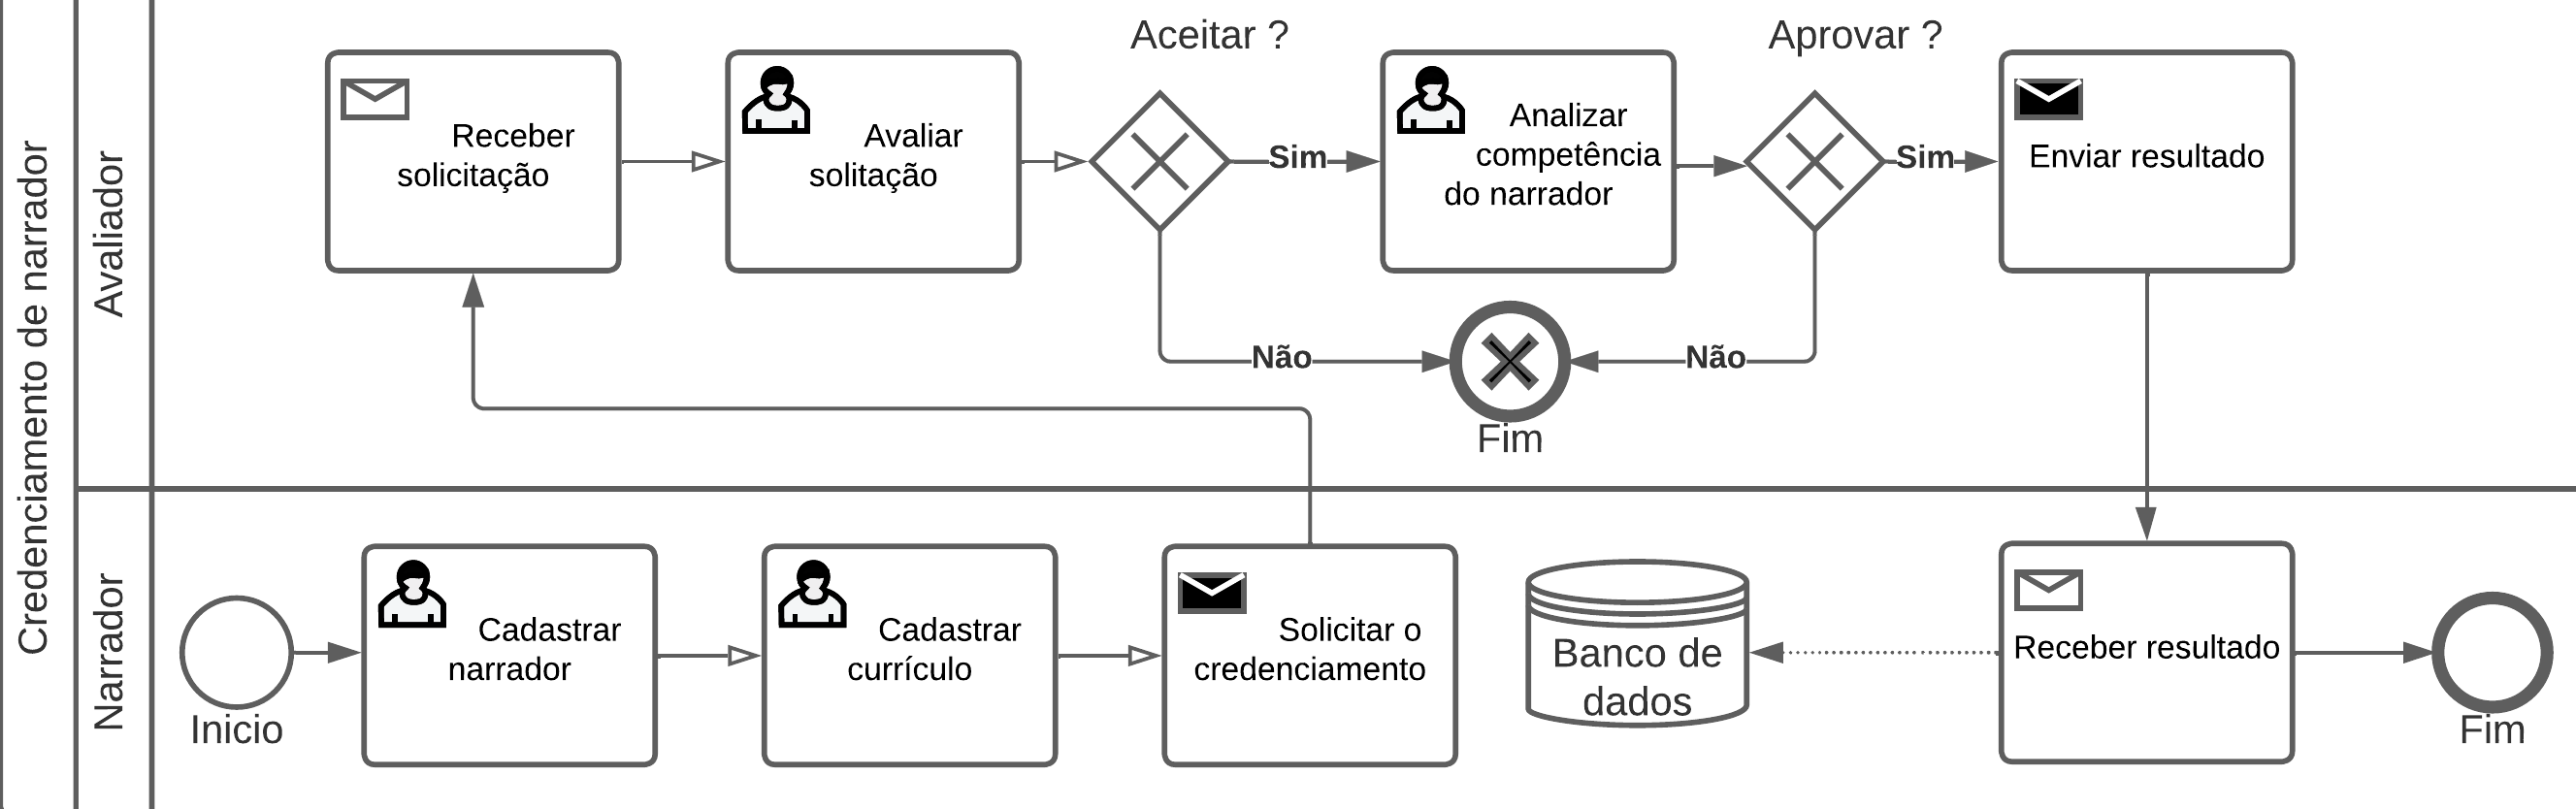 Credenciamento de narrador
Avaliador
Aceitar ?
Aprovar ?
Receber
solicitação
Avaliar
solitação
Sim
Analizar
competência
do narrador
Sim
Enviar resultado
Não
Não
Fim
Narrador
Inicio
Cadastrar
narrador
Cadastrar
currículo
Solicitar o
credenciamento
Banco de
dados
Receber resultado
Fim